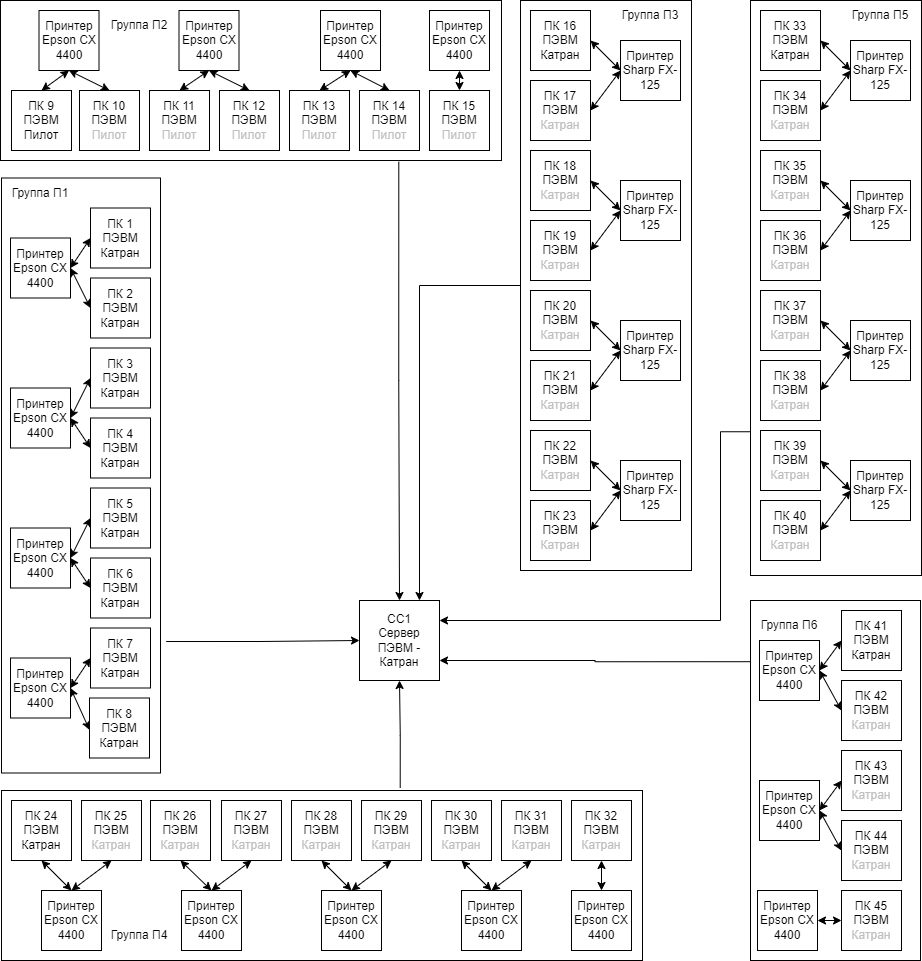 Группа П2
Принтер
Epson CX
4400
Принтер
Epson CX
4400
Принтер
Epson CX
4400
Принтер
Epson CX
4400
ПК 9
ПЭВМ
Пилот
ПК 10
ПЭВМ
Пилот
ПК 11
ПЭВМ
Пилот
ПК 12
ПЭВМ
Пилот
ПК 13
ПЭВМ
Пилот
ПК 14
ПЭВМ
Пилот
ПК 15
ПЭВМ
Пилот
Группа П1
Принтер
Epson CX
4400
ПК 1
ПЭВМ
Катран
ПК 2
ПЭВМ
Катран
Принтер
Epson CX
4400
ПК 3
ПЭВМ
Катран
ПК 4
ПЭВМ
Катран
Принтер
Epson CX
4400
ПК 5
ПЭВМ
Катран
ПК 6
ПЭВМ
Катран
Принтер
Epson CX
4400
ПК 7
ПЭВМ
Катран
ПК 8
ПЭВМ
Катран
Группа П3
ПК 16
ПЭВМ
Катран
ПК 17
ПЭВМ
Катран
Принтер
Sharp FX-
125
ПК 18
ПЭВМ
Катран
ПК 19
ПЭВМ
Катран
Принтер
Sharp FX-
125
ПК 20
ПЭВМ
Катран
ПК 21
ПЭВМ
Катран
Принтер
Sharp FX-
125
ПК 22
ПЭВМ
Катран
ПК 23
ПЭВМ
Катран
Принтер
Sharp FX-
125
Группа П5
ПК 33
ПЭВМ
Катран
ПК 34
ПЭВМ
Катран
Принтер
Sharp FX-
125
ПК 35
ПЭВМ
Катран
ПК 36
ПЭВМ
Катран
Принтер
Sharp FX-
125
ПК 37
ПЭВМ
Катран
ПК 38
ПЭВМ
Катран
Принтер
Sharp FX-
125
ПК 39
ПЭВМ
Катран
ПК 40
ПЭВМ
Катран
Принтер
Sharp FX-
125
СС1
Сервер
ПЭВМ -
Катран
Группа П6
Принтер
Epson CX
4400
ПК 41
ПЭВМ
Катран
ПК 42
ПЭВМ
Катран
Принтер
Epson CX
4400
ПК 43
ПЭВМ
Катран
ПК 44
ПЭВМ
Катран
Принтер
Epson CX
4400
ПК 45
ПЭВМ
Катран
ПК 24
ПЭВМ
Катран
ПК 25
ПЭВМ
Катран
ПК 26
ПЭВМ
Катран
ПК 27
ПЭВМ
Катран
ПК 28
ПЭВМ
Катран
ПК 29
ПЭВМ
Катран
ПК 30
ПЭВМ
Катран
ПК 31
ПЭВМ
Катран
ПК 32
ПЭВМ
Катран
Принтер
Epson CX
4400
Группа П4
Принтер
Epson CX
4400
Принтер
Epson CX
4400
Принтер
Epson CX
4400
Принтер
Epson CX
4400